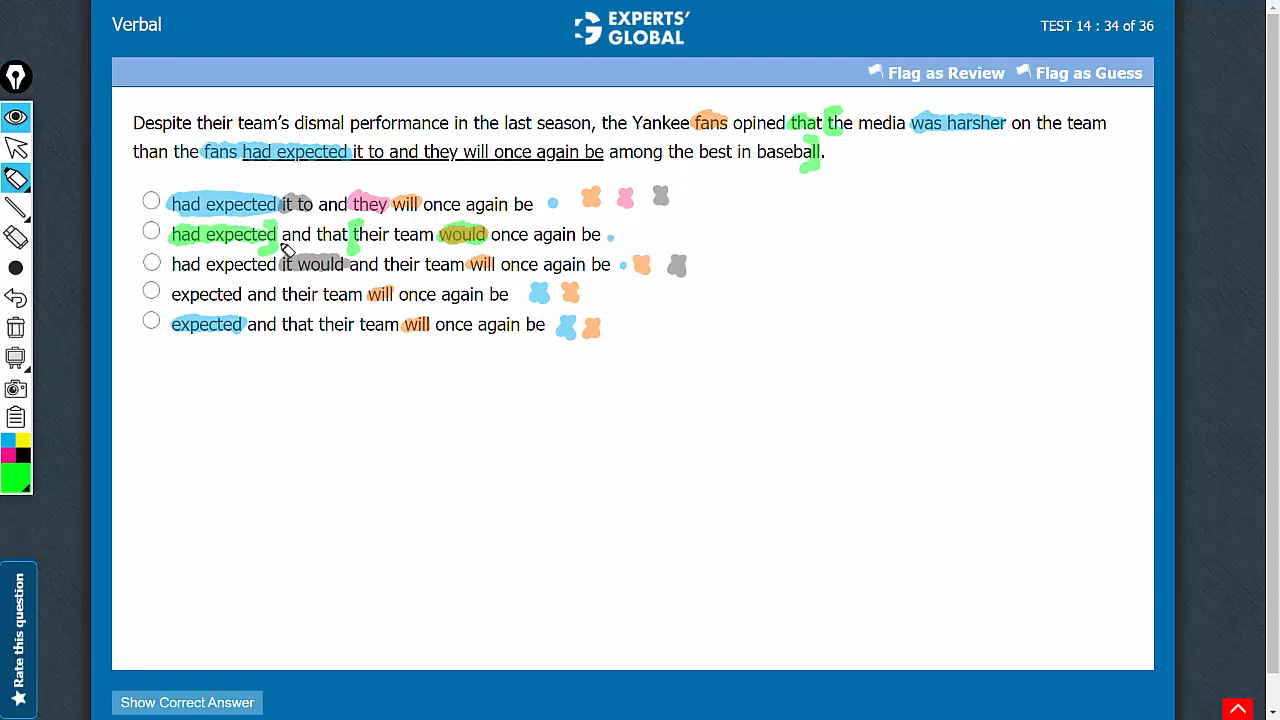 Verbal
EXPERTS'
GLOBAL
TEST 14 : 34 of 36
Flag as Review
Flag as Guess
Despite their team's dismal performance in the last season, the Yankee fans opined that the media was harsher on the team
than the fans had expected it to and they will once again be among the best in baseball.
had expected it to and they will once again be
had expected and that their team would once again be
had expected it would and their team will once again be
expected and their team will once again be
expected and that their team will once again be
Rate this question
Show Correct Answer